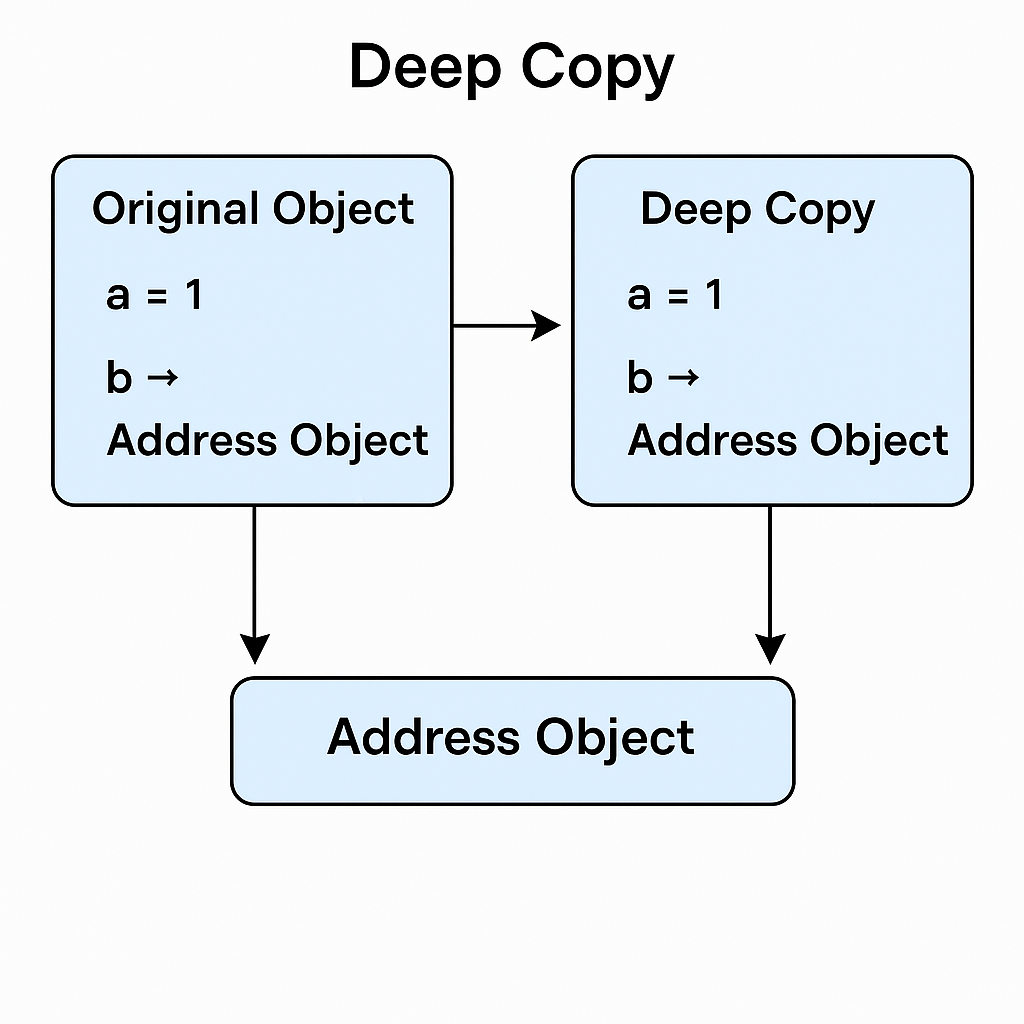 Deep Copy
Original Object
a = 1
b →
Address Object
Deep Copy
a = 1
b →
Address Object
Address Object